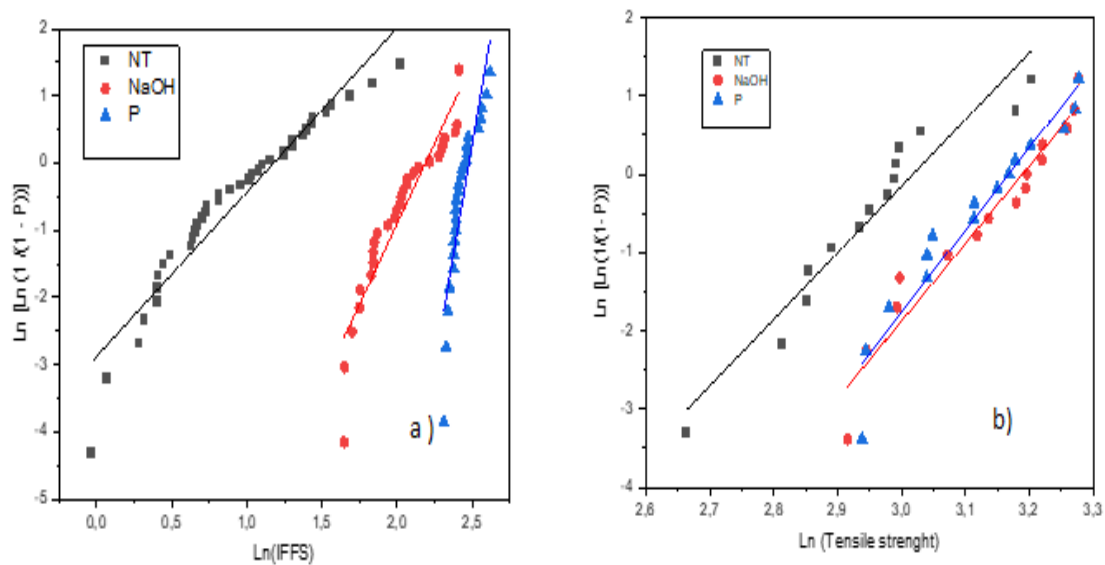 NT
NaOH
P
Ln [Ln (1 /(1 - P))]
2
1
0
-1
-2
-3
-4
-5
0,0 0,5 1,0 1,5 2,0 2,5
Ln(IFFS)
a )
NT
NaOH
P
Ln [Ln (1/(1- P))]
2
1
0
-1
-2
-3
-4
2,6 2,7 2,8 2,9 3,0 3,1 3,2 3,3
Ln (Tensile strenght)
b)